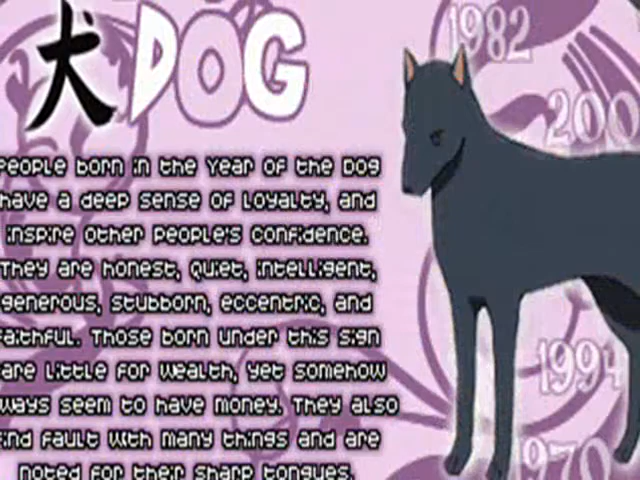 犬 DOG
1982
People born in the Year of the Dog
have a deep sense of loyalty, and
inspire other people's confidence.
They are honest, quiet, intelligent,
generous, stubborn, eccentric, and
faithful. Those born under this sign
are little for wealth, yet somehow
ways seem to have money. They also
ind fault with many things and are
noted for their sharp tongues.
200
1994
1970